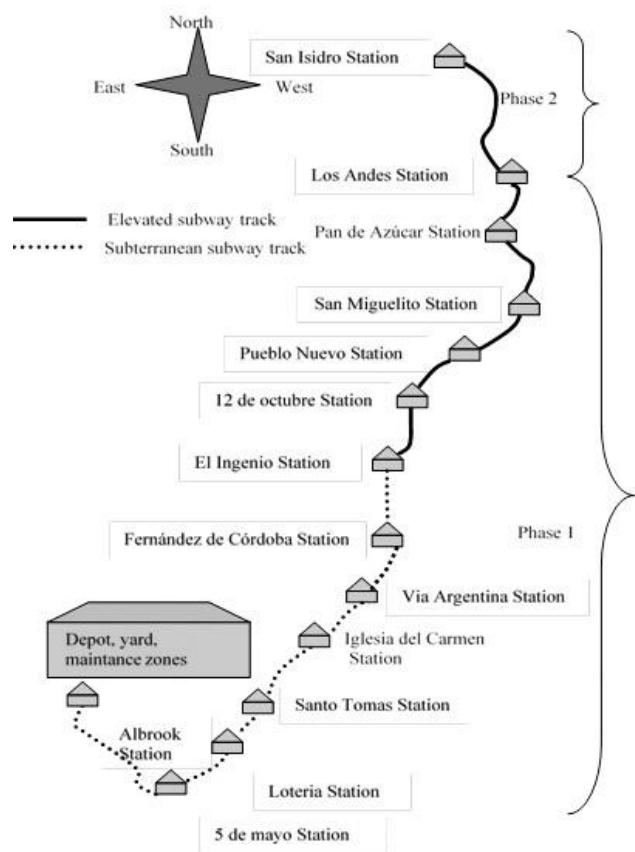 North
San Isidro Station
East
West
Phase 2
South
Los Andes Station
Elevated subway track
Pan de Azúcar Station
Subterranean subway track
San Miguelito Station
Pueblo Nuevo Station
12 de octubre Station
El Ingenio Station
Fernández de Córdoba Station
Phase 1
Via Argentina Station
Depot, yard,
maintance zones
Iglesia del Carmen
Station
Santo Tomas Station
Albrook
Station
Loteria Station
5 de mayo Station